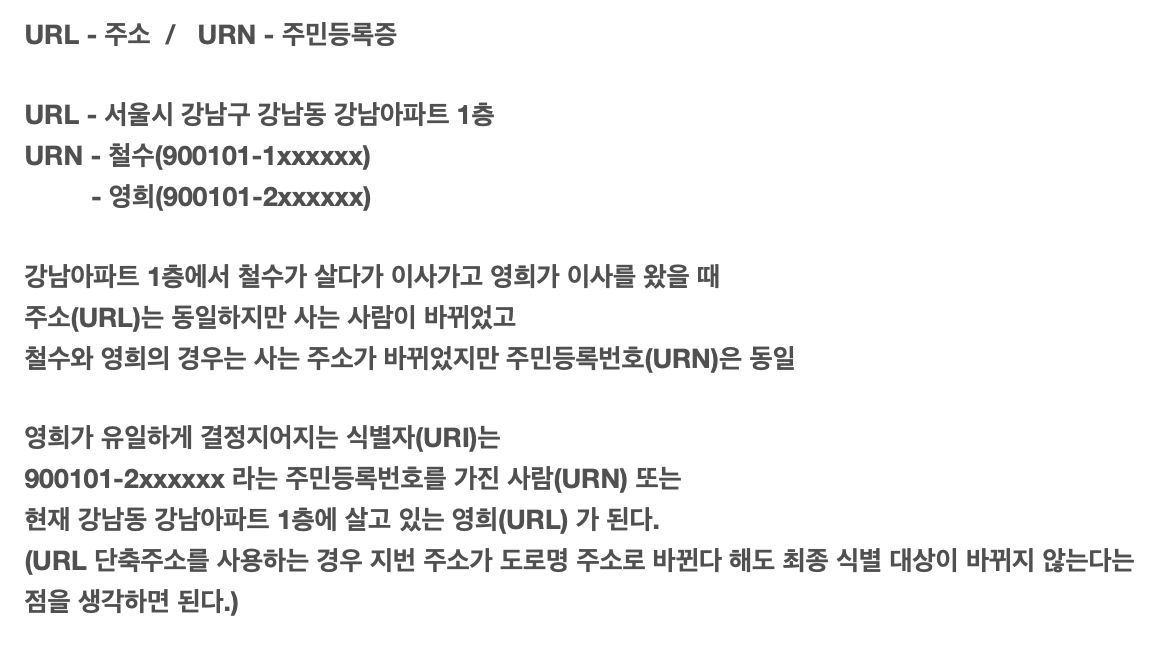 URL - 주소 / URN - 주민등록증
URL - 서울시 강남구 강남동 강남아파트 1층
URN - 철수(900101-1xxxxxx)
- 영희(900101-2xxxxxx)
강남아파트 1층에서 철수가 살다가 이사가고 영희가 이사를 왔을 때
주소(URL)는 동일하지만 사는 사람이 바뀌었고
철수와 영희의 경우는 사는 주소가 바뀌었지만 주민등록번호(URN)은 동일
영희가 유일하게 결정지어지는 식별자(URI)는
900101-2xxxxxx 라는 주민등록번호를 가진 사람(URN) 또는
현재 강남동 강남아파트 1층에 살고 있는 영희(URL) 가 된다.
(URL 단축주소를 사용하는 경우 지번 주소가 도로명 주소로 바뀐다 해도 최종 식별 대상이 바뀌지 않는다는
점을 생각하면 된다.)